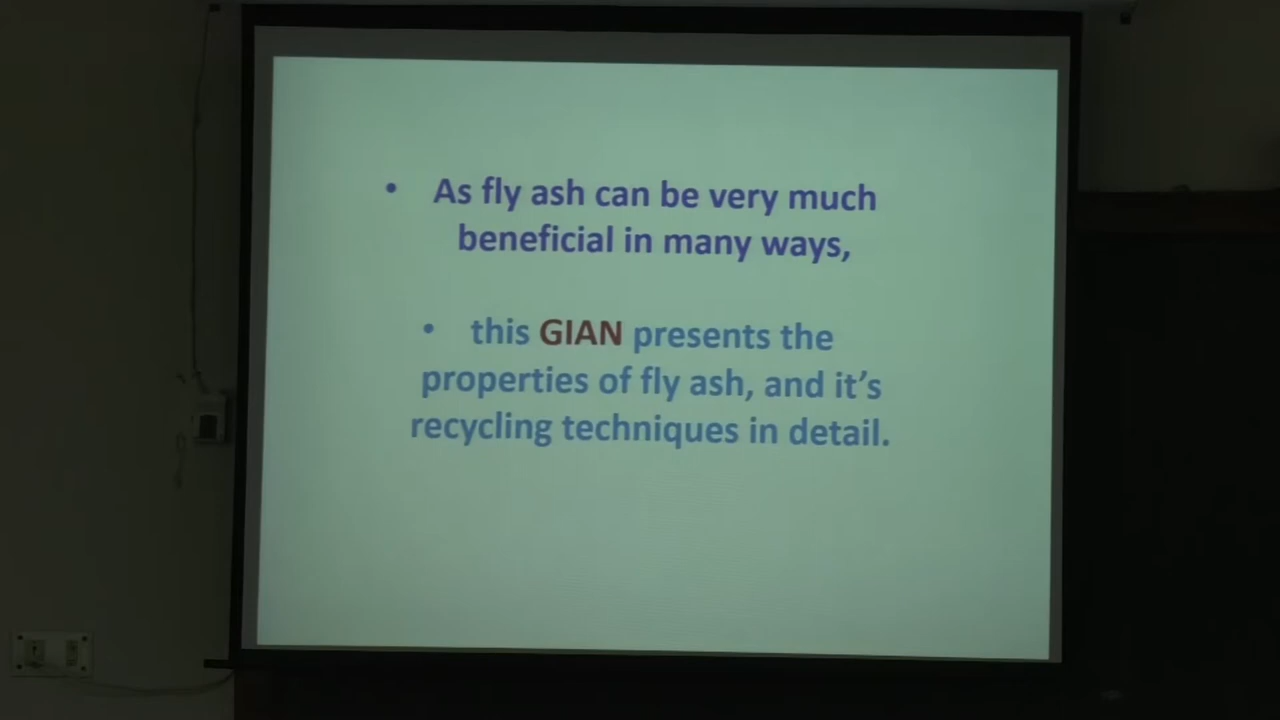 • As fly ash can be very much
beneficial in many ways,
• this GIAN presents the
properties of fly ash, and it’s
recycling techniques in detail.